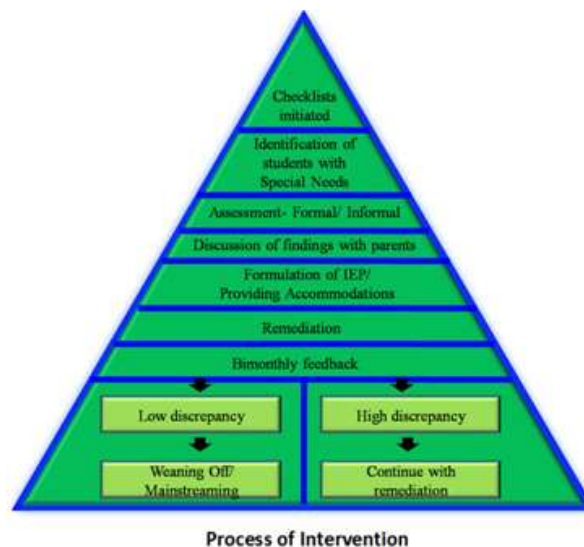 Checklists
initiated
Identification of
students with
Special Needs
Assessment- Formal/ Informal
Discussion of findings with parents
Formulation of IEP/
Providing Accommodations
Remediation
Bimonthly feedback
Low discrepancy
High discrepancy
Weaning Off/
Mainstreaming
Continue with
remediation
Process of Intervention